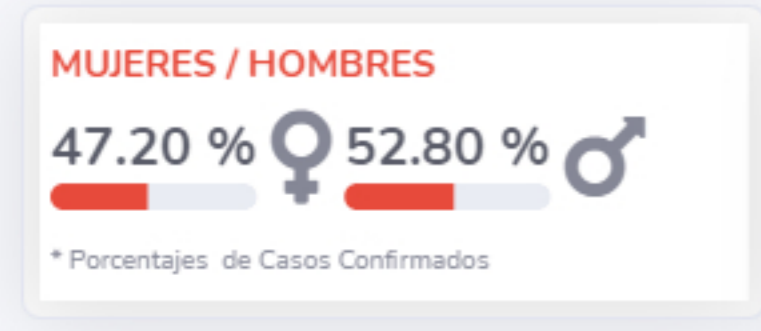 MUJERES / HOMBRES
47.20 % 52.80 %
* Porcentajes de Casos Confirmados